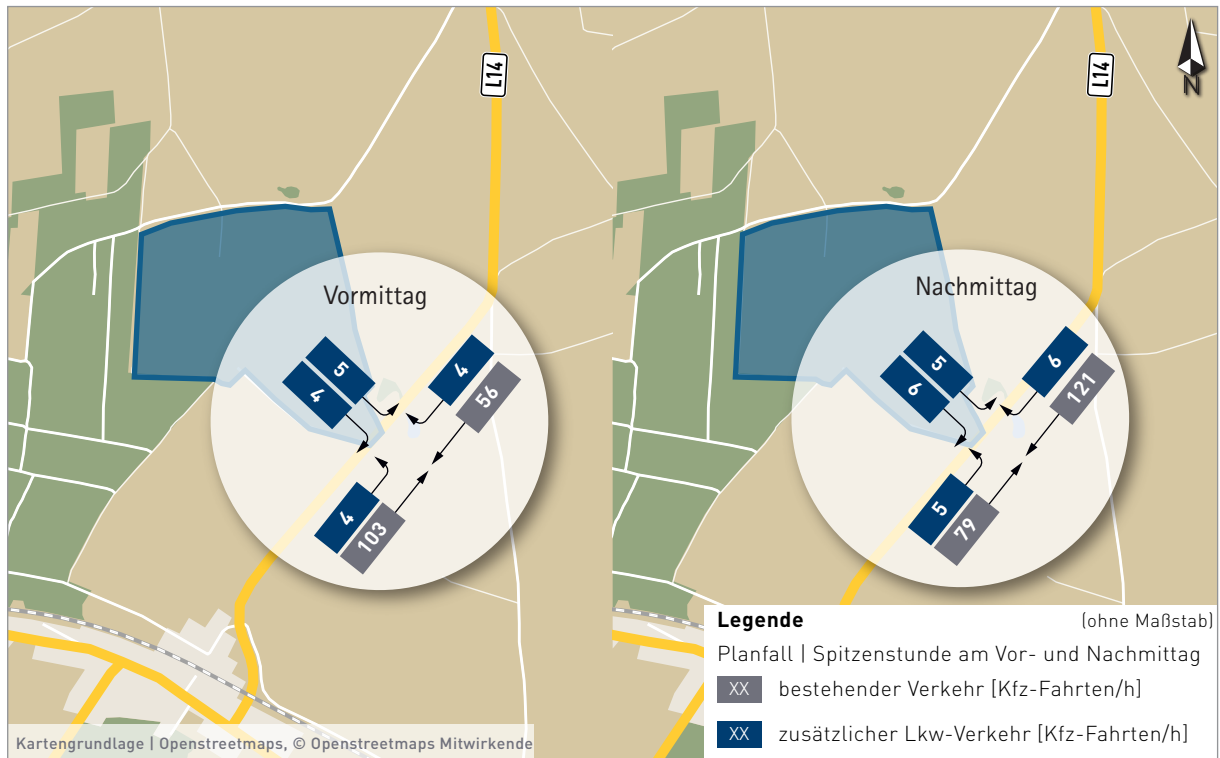 L14
L14
N
Vormittag
Nachmittag
5
4
4
56
4
103
5
6
6
121
5
79
Legende
(ohne Maßstab)
Planfall | Spitzenstunde am Vor- und Nachmittag
XX bestehender Verkehr [Kfz-Fahrten/h]
XX zusätzlicher Lkw-Verkehr [Kfz-Fahrten/h]
rtengrundlage | Openstreetmaps, © Openstreetmaps Mitwirkende